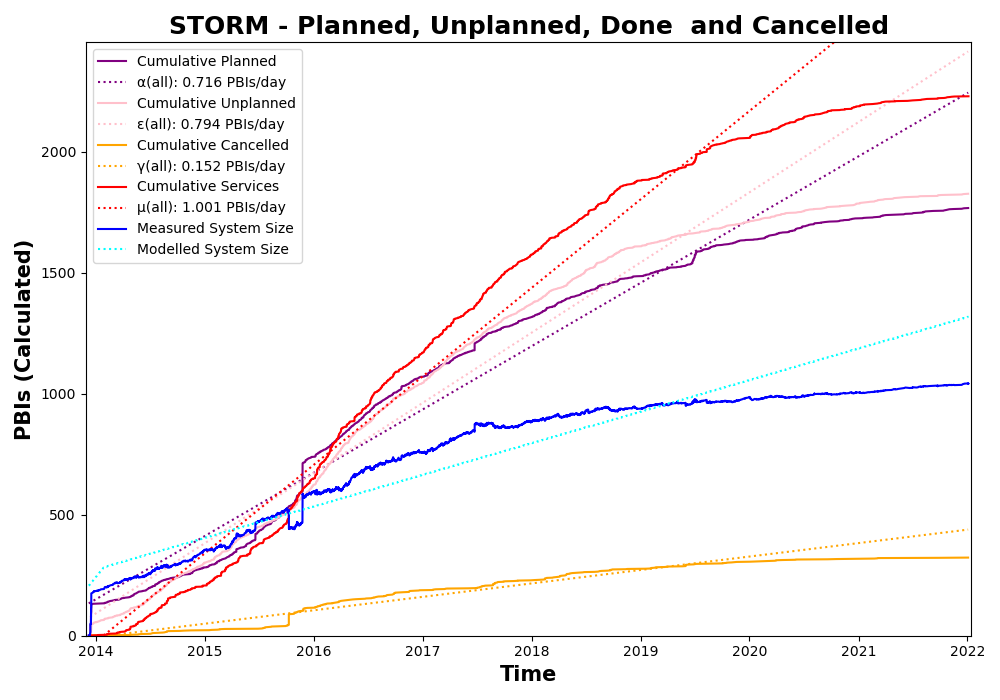 STORM - Planned, Unplanned, Done  and Cancelled
Cumulative Planned
α(all): 0.716 PBIs/day
Cumulative Unplanned
ε(all): 0.794 PBIs/day
Cumulative Cancelled
γ(all): 0.152 PBIs/day
Cumulative Services
μ(all): 1.001 PBIs/day
Measured System Size
Modelled System Size
PBIs (Calculated)
2000
1500
1000
500
0
2014 2015 2016 2017 2018 2019 2020 2021 2022
Time